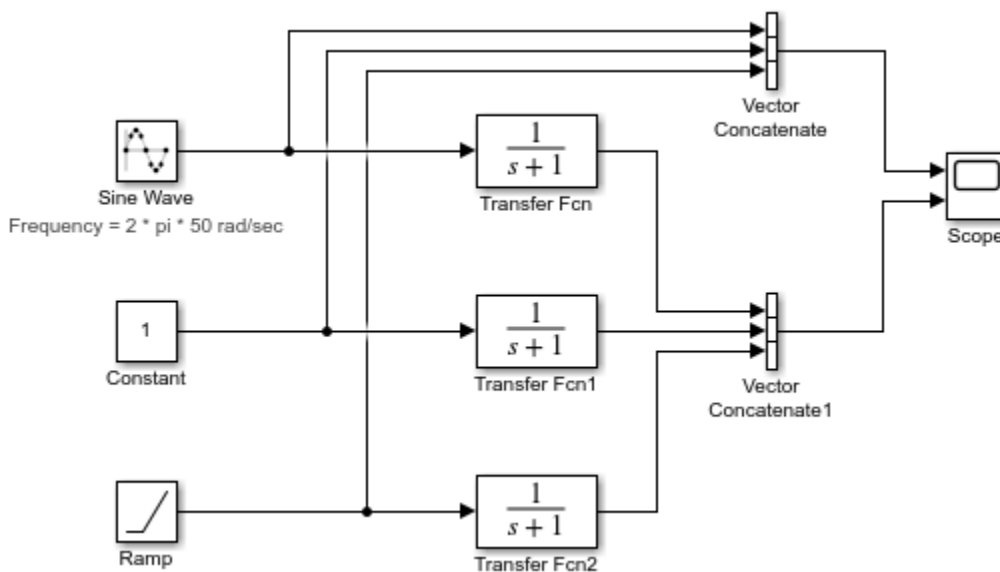 Vector
Concatenate
1
s + 1
Transfer Fcn
Sine Wave
Frequency = 2 * pi * 50 rad/sec
Scope
1
Constant
1
s + 1
Transfer Fcn1
Vector
Concatenate1
Ramp
1
s + 1
Transfer Fcn2